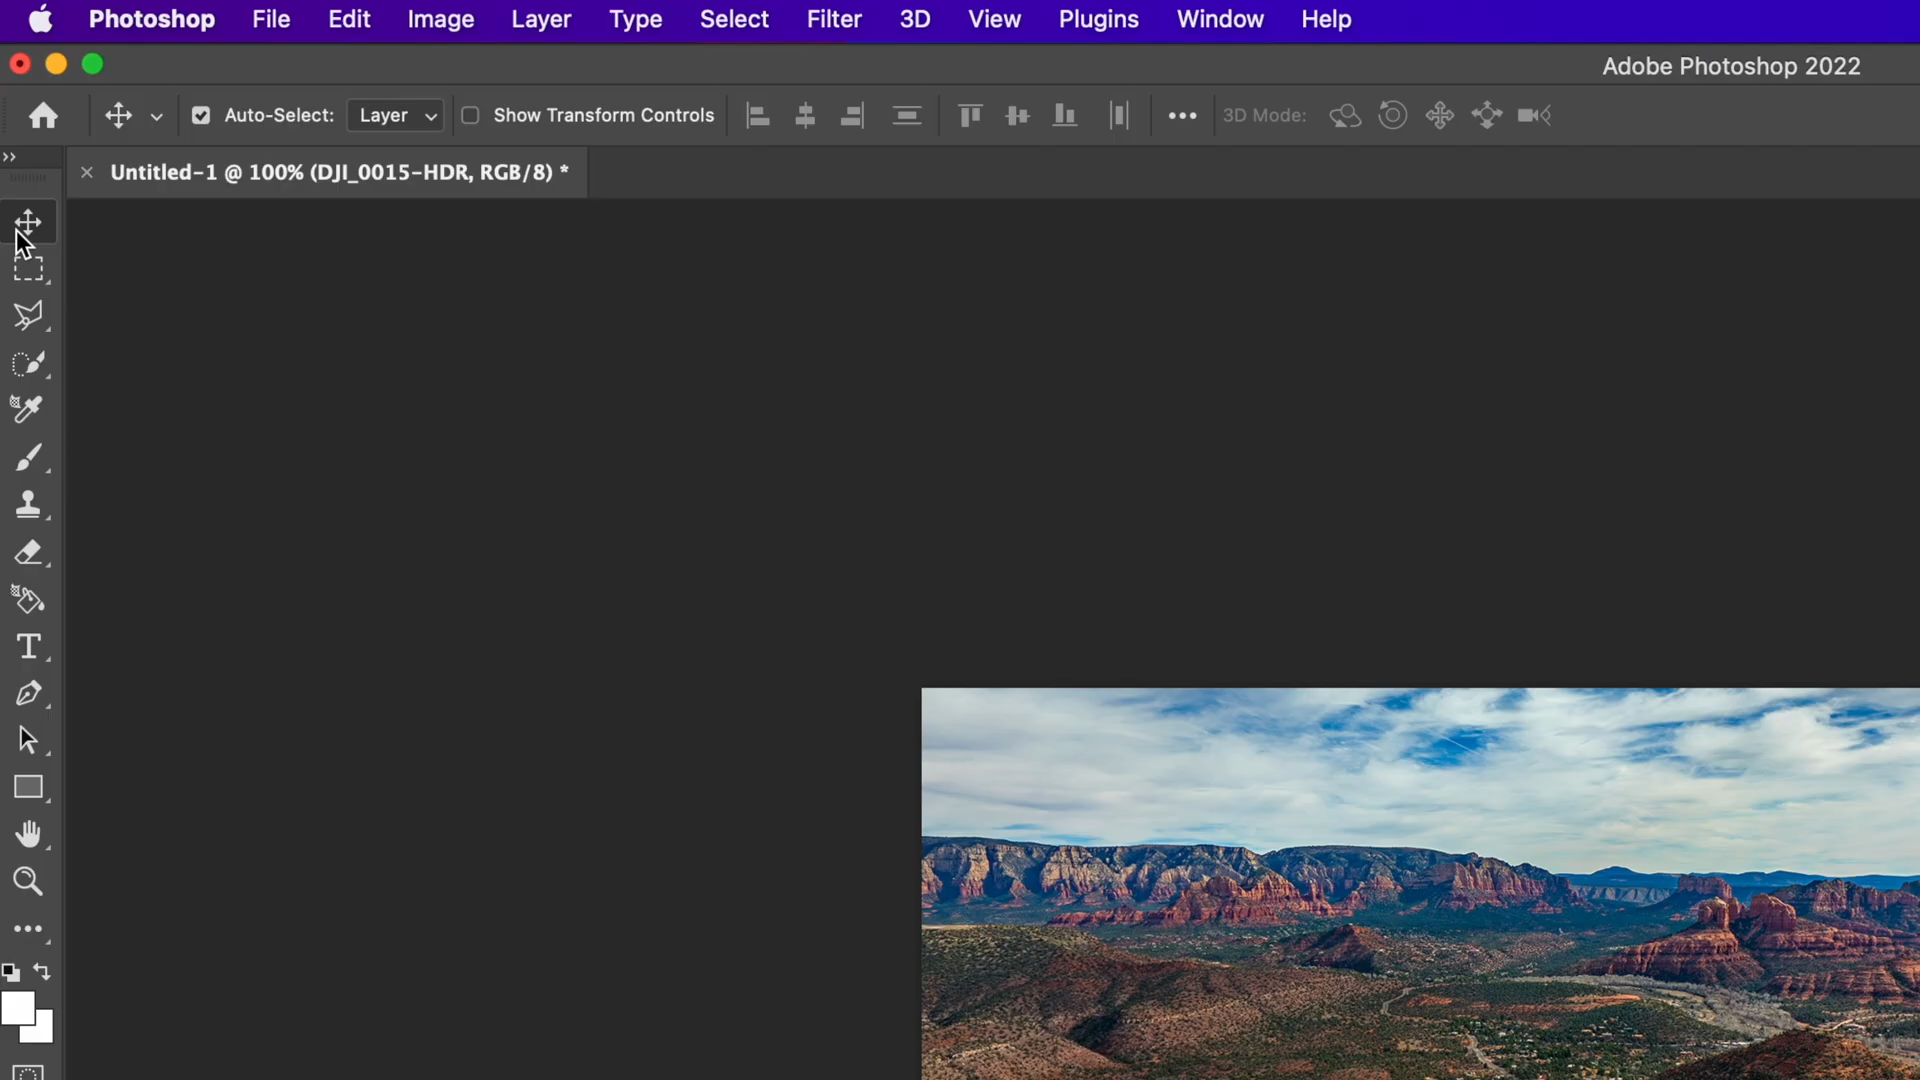 Photoshop File Edit Image Layer Type Select Filter 3D View Plugins Window Help
Adobe Photoshop 2022
Auto-Select: Layer Show Transform Controls 3D Mode:
Untitled-1 @ 100% (DJI_0015-HDR, RGB/8) *